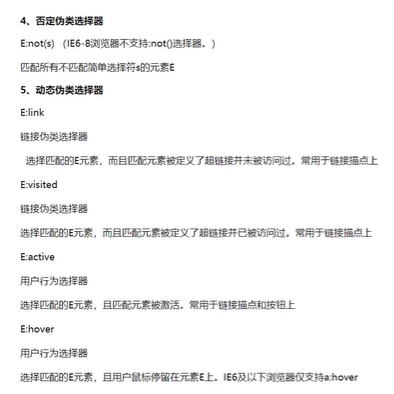 4、否定伪类选择器
E:not(s) （IE6-8浏览器不支持:not()选择器。）
匹配所有不匹配简单选择符s的元素E
5、动态伪类选择器
E:link
链接伪类选择器
选择匹配的E元素，而且匹配元素被定义了超链接并未被访问过。常用于链接描点上
E:visited
链接伪类选择器
选择匹配的E元素，而且匹配元素被定义了超链接并已被访问过。常用于链接描点上
E:active
用户行为选择器
选择匹配的E元素，且匹配元素被激活。常用于链接描点和按钮上
E:hover
用户行为选择器
选择匹配的E元素，且用户鼠标停留在元素E上。IE6及以下浏览器仅支持a:hover